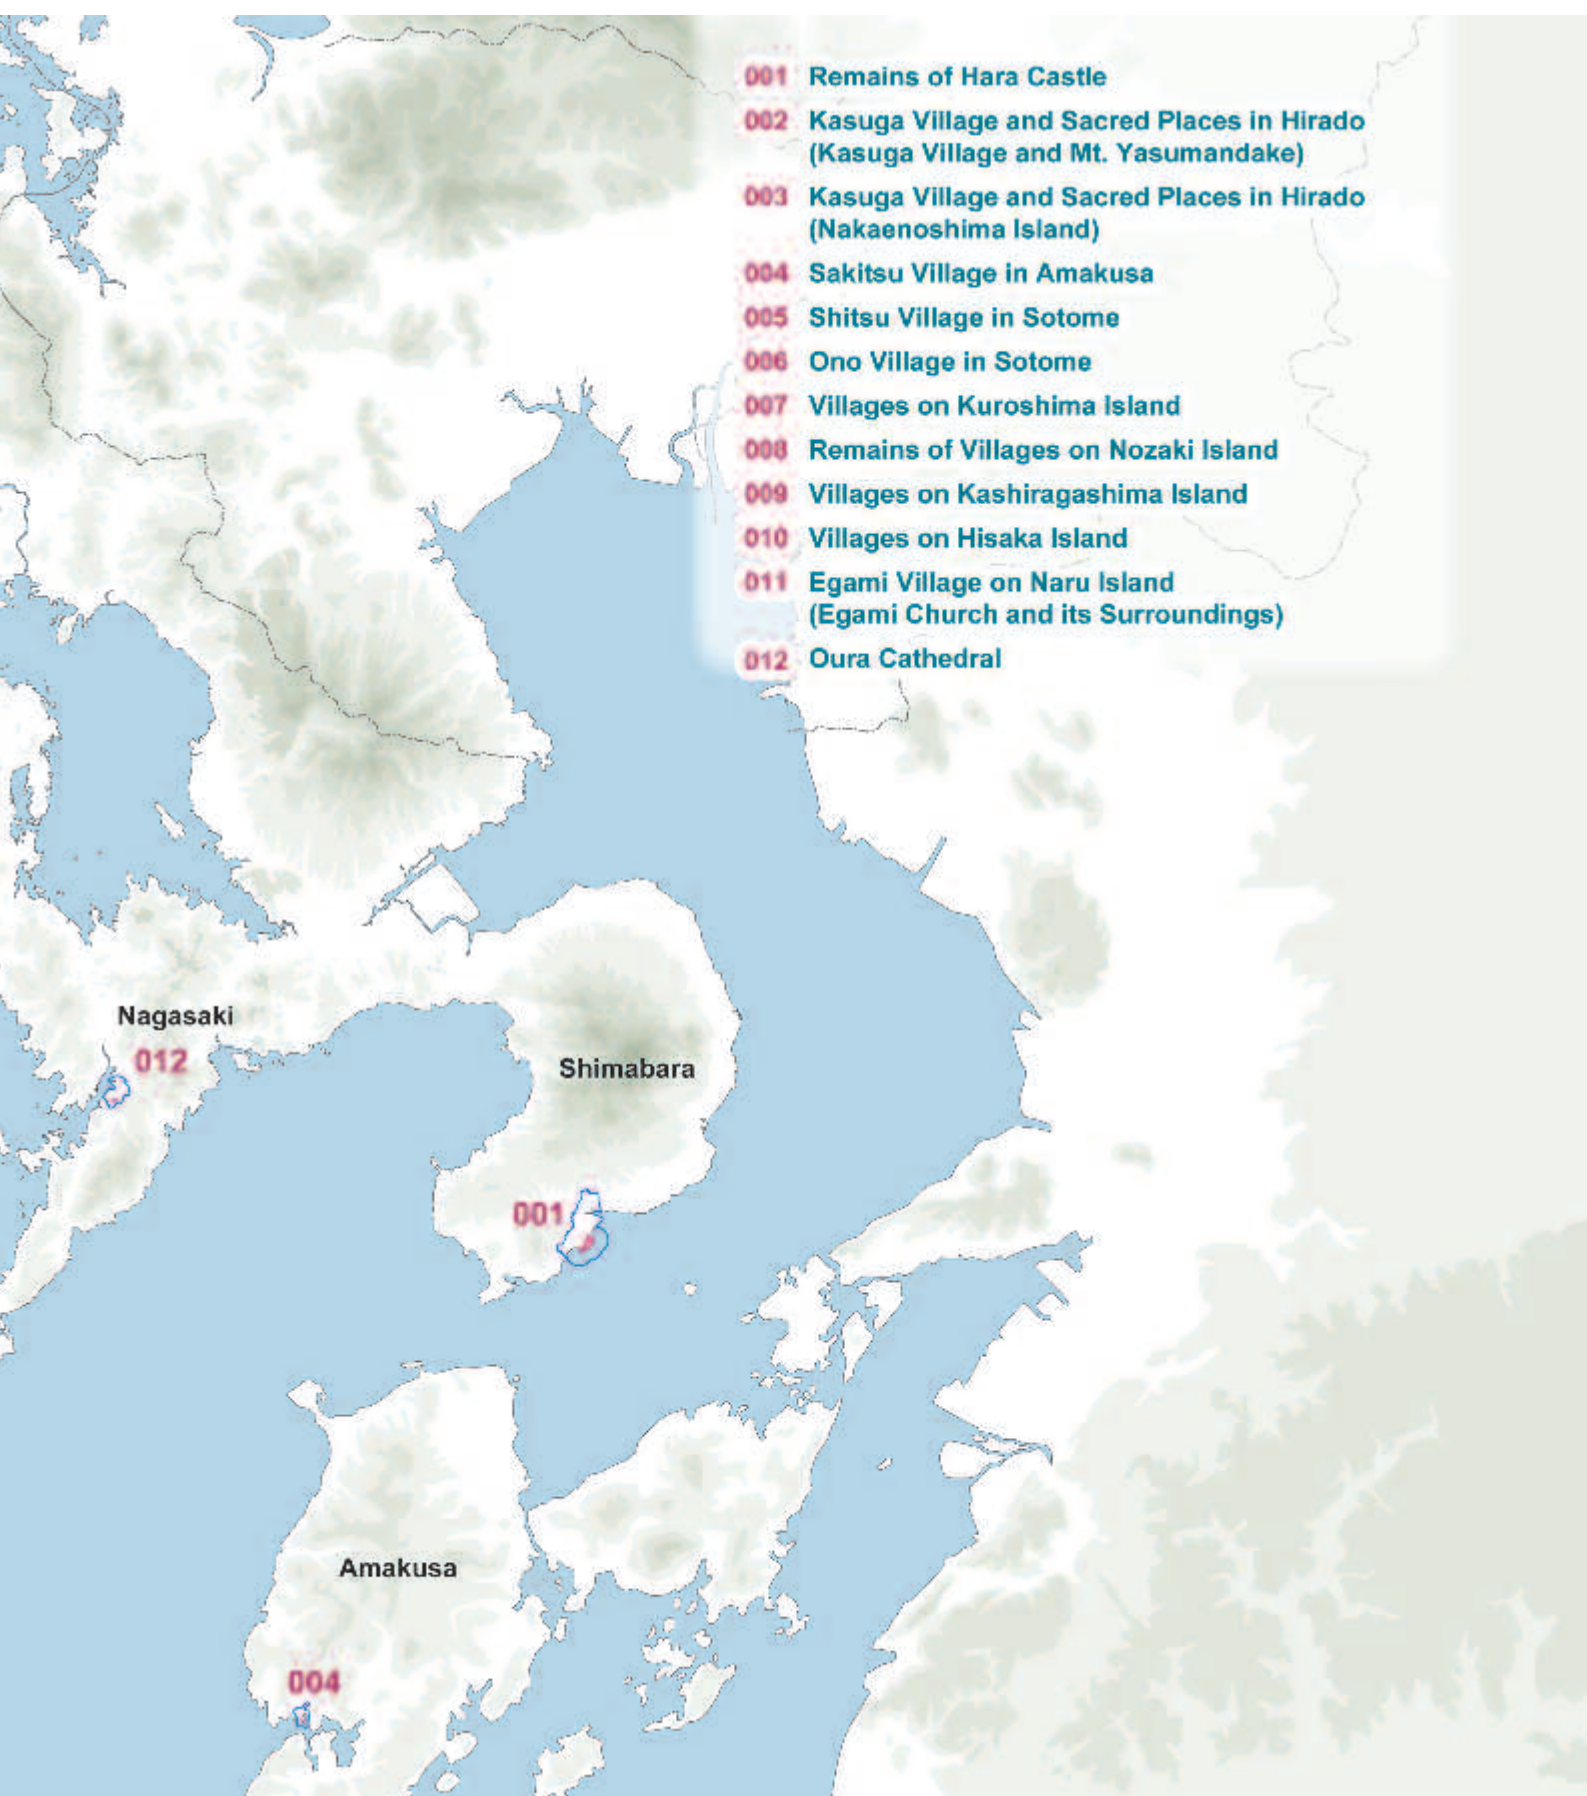 001 Remains of Hara Castle
002 Kasuga Village and Sacred Places in Hirado
(Kasuga Village and Mt. Yasumandake)
003 Kasuga Village and Sacred Places in Hirado
(Nakaenoshima Island)
004 Sakitsu Village in Amakusa
005 Shitsu Village in Sotome
006 Ono Village in Sotome
007 Villages on Kuroshima Island
008 Remains of Villages on Nozaki Island
009 Villages on Kashiragashima Island
010 Villages on Hisaka Island
011 Egami Village on Naru Island
(Egami Church and its Surroundings)
012 Oura Cathedral
Nagasaki
012
Shimabara
001
Amakusa
004